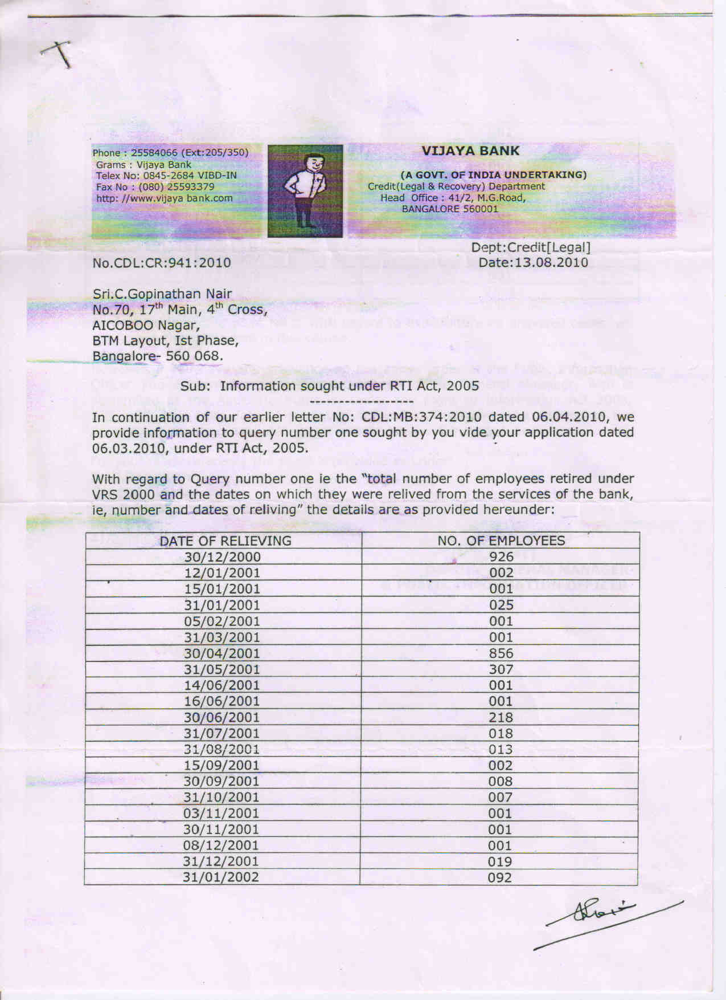 Phone : 25584066 (Ext:205/350)
Grams : Vijaya Bank
Telex No: 0845-2684 VIBD-IN
Fax No : (080) 25593379
http: //www.vijaya bank.com
VIJAYA BANK
(A GOVT. OF INDIA UNDERTAKING)
Credit(Legal & Recovery) Department
Head Office : 41/2, M.G.Road,
BANGALORE 560001
Dept:Credit[Legal]
No.CDL:CR:941:2010 Date:13.08.2010
Sri.C.Gopinathan Nair
No.70, 17th Main, 4th Cross,
AICOBOO Nagar,
BTM Layout, Ist Phase,
Bangalore- 560 068.
Sub: Information sought under RTI Act, 2005
------------------
In continuation of our earlier letter No: CDL:MB:374:2010 dated 06.04.2010, we
provide information to query number one sought by you vide your application dated
06.03.2010, under RTI Act, 2005.
With regard to Query number one ie the "total number of employees retired under
VRS 2000 and the dates on which they were relived from the services of the bank,
ie, number and dates of reliving" the details are as provided hereunder:
DATE OF RELIEVING NO. OF EMPLOYEES
30/12/2000 926
12/01/2001 002
15/01/2001 001
31/01/2001 025
05/02/2001 001
31/03/2001 001
30/04/2001 856
31/05/2001 307
14/06/2001 001
16/06/2001 001
30/06/2001 218
31/07/2001 018
31/08/2001 013
15/09/2001 002
30/09/2001 008
31/10/2001 007
03/11/2001 001
30/11/2001 001
08/12/2001 001
31/12/2001 019
31/01/2002 092